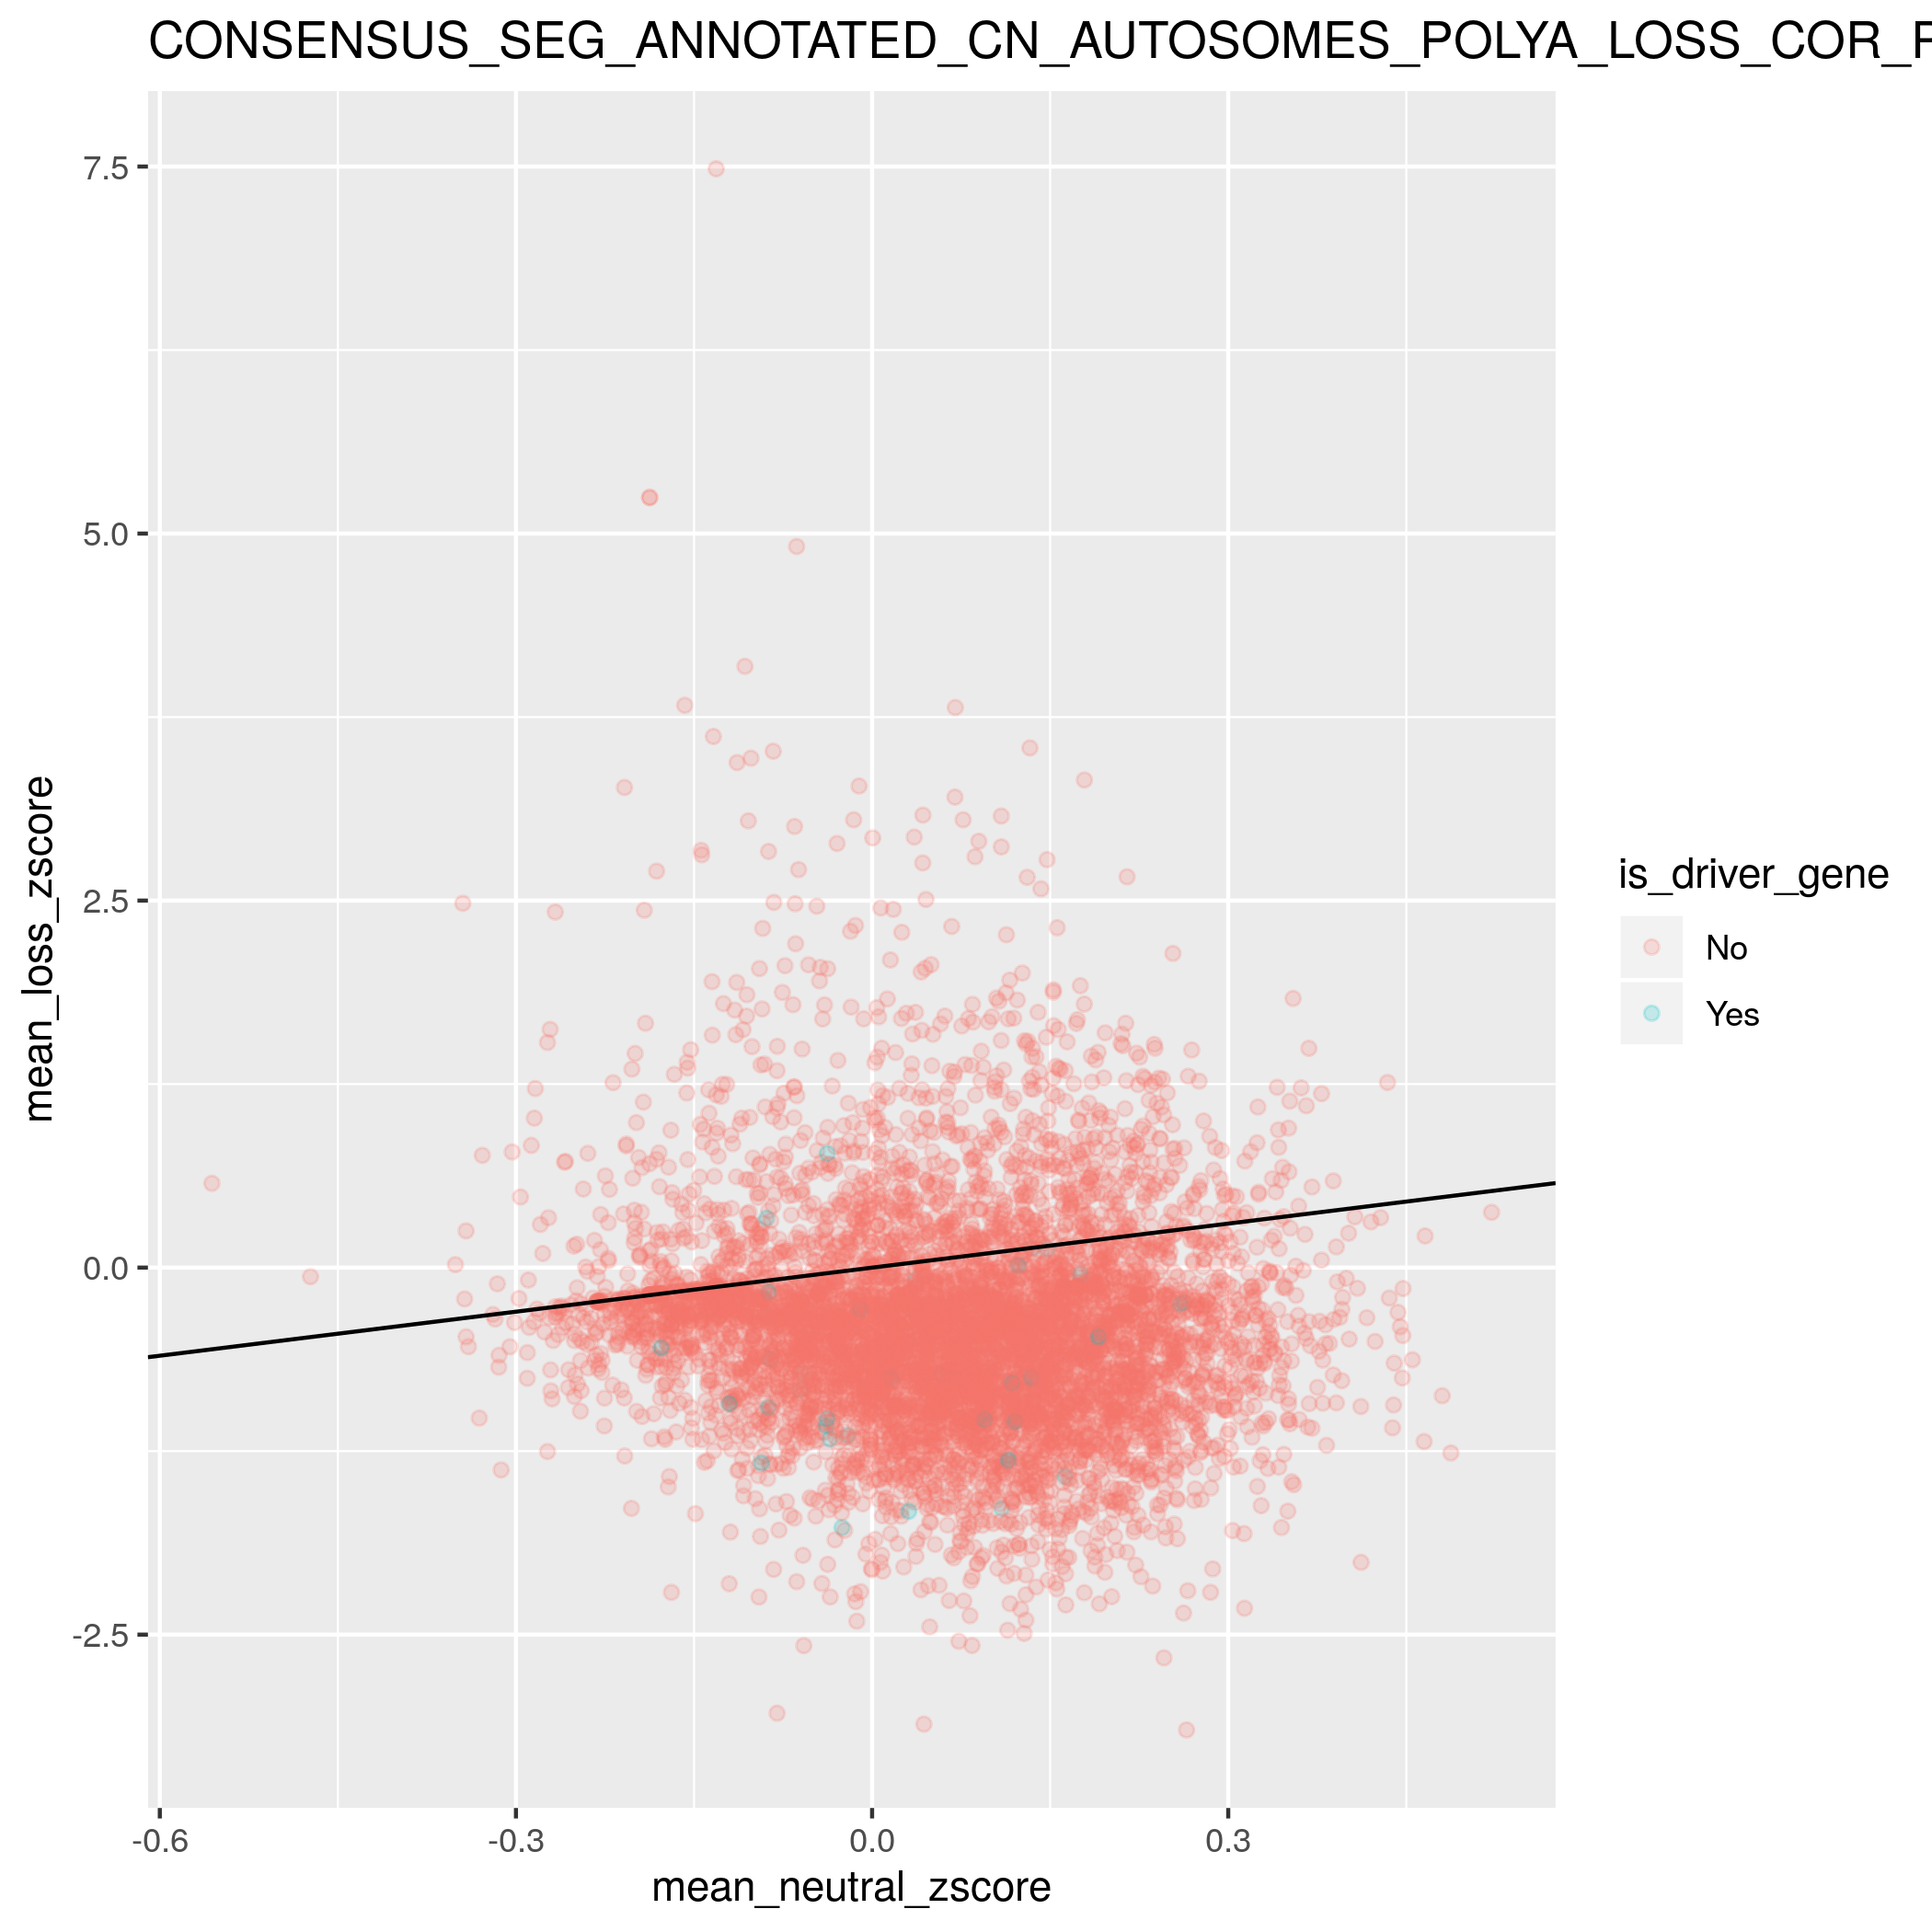 CONSENSUS_SEG_ANNOTATED_CN_AUTOSOMES_POLYA_LOSS_COR_
7.5
5.0
2.5
0.0
-2.5
mean_loss_zscore
-0.6
-0.3
0.0
0.3
mean_neutral_zscore
is_driver_gene
No
Yes